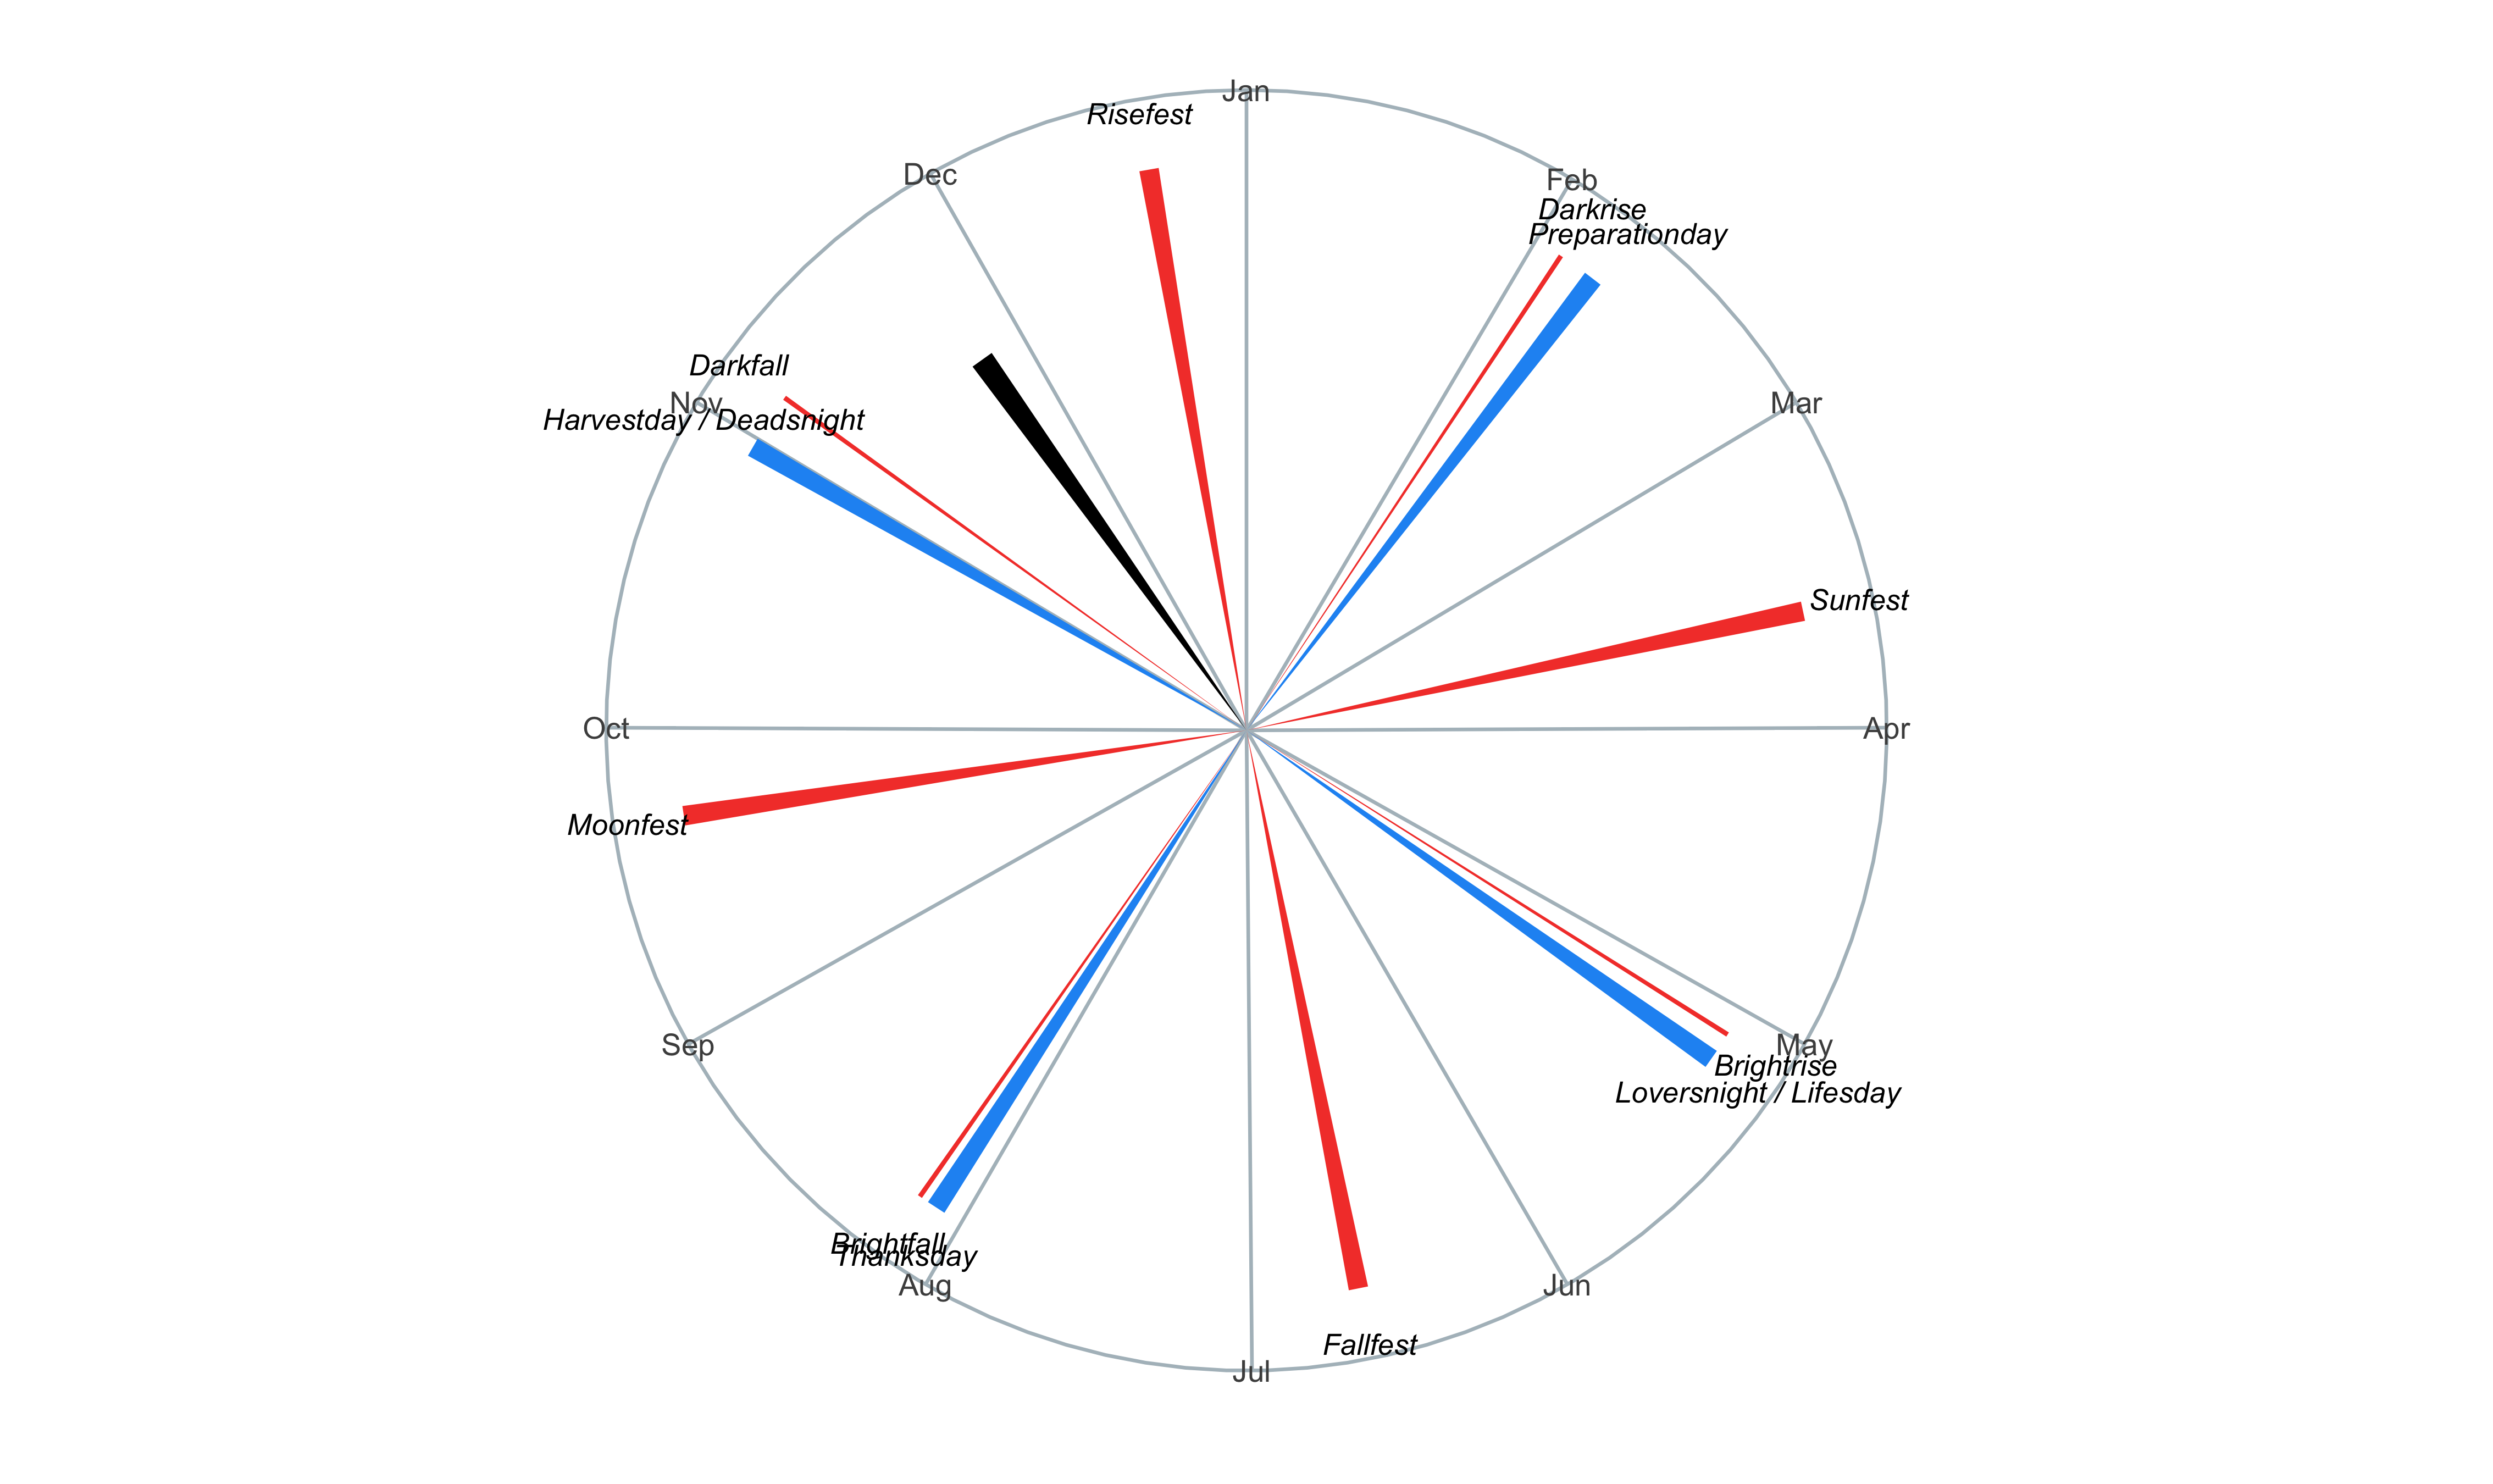 Jan
Risefest
Dec
Feb
Darkrise
Preparationday
Darkfall
Nov
Mar
Harvestday / Deadsnight
Sunfest
Oct
Apr
Moonfest
Sep
May
Brightrise
Loversnight / Lifesday
Brightfall
Thanksday
Aug
Jun
Fallfest
Jul